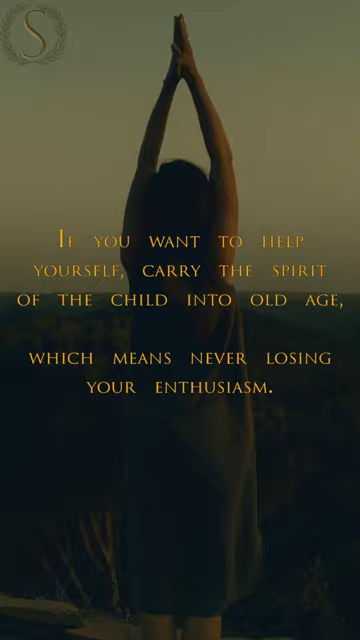 S
If you want to help
yourself, carry the spirit
of the child into old age,
which means never losing
your enthusiasm.